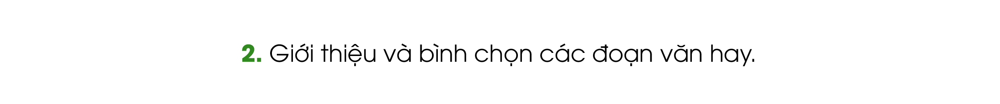 2. Giới thiệu và bình chọn các đoạn văn hay.